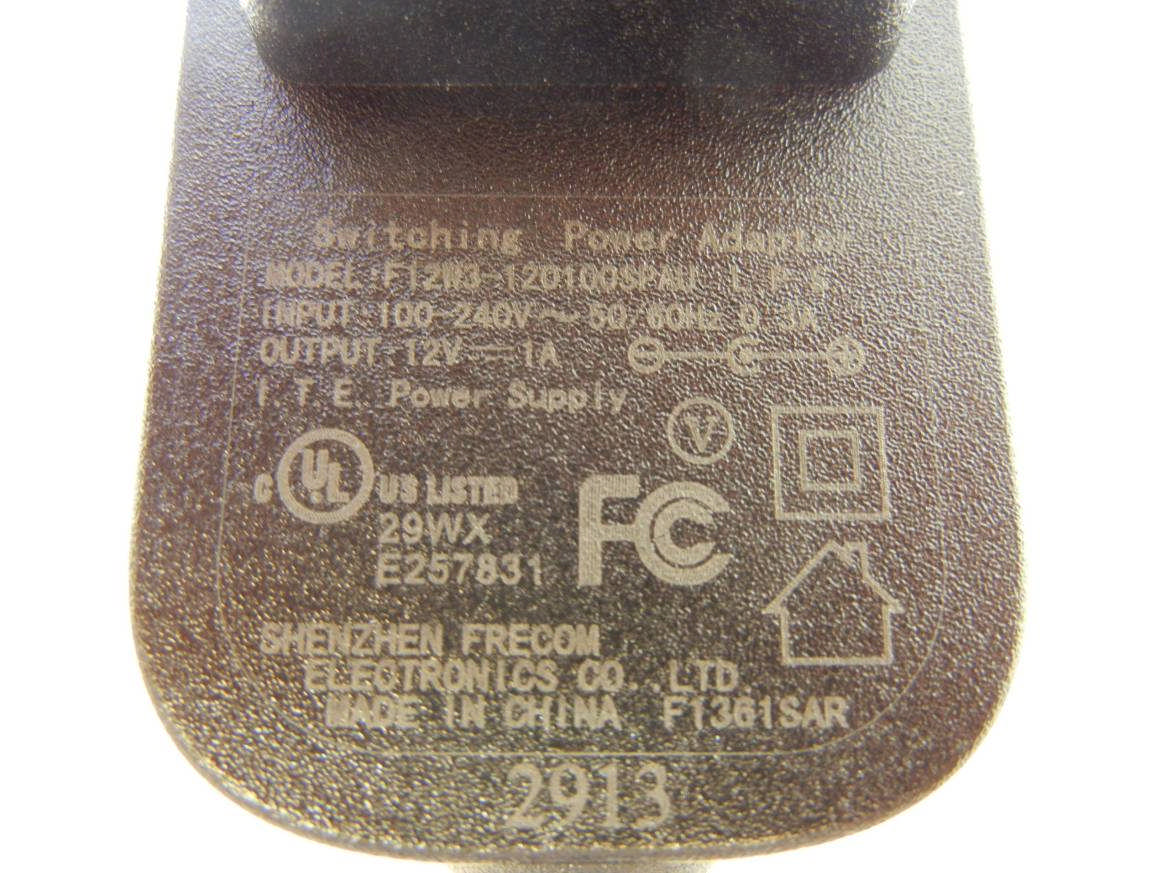 Switching Power Adapter
MODEL:F12W3-120100SPAU L.P.S
INPUT:100-240V~50/60Hz 0.3A
OUTPUT:12V⎓1A
I.T.E. Power Supply
V
C UL US LISTED
29WX
E257831
FC
SHENZHEN FRECOM
ELECTRONICS CO.,LTD
MADE IN CHINA F1361SAR
2913